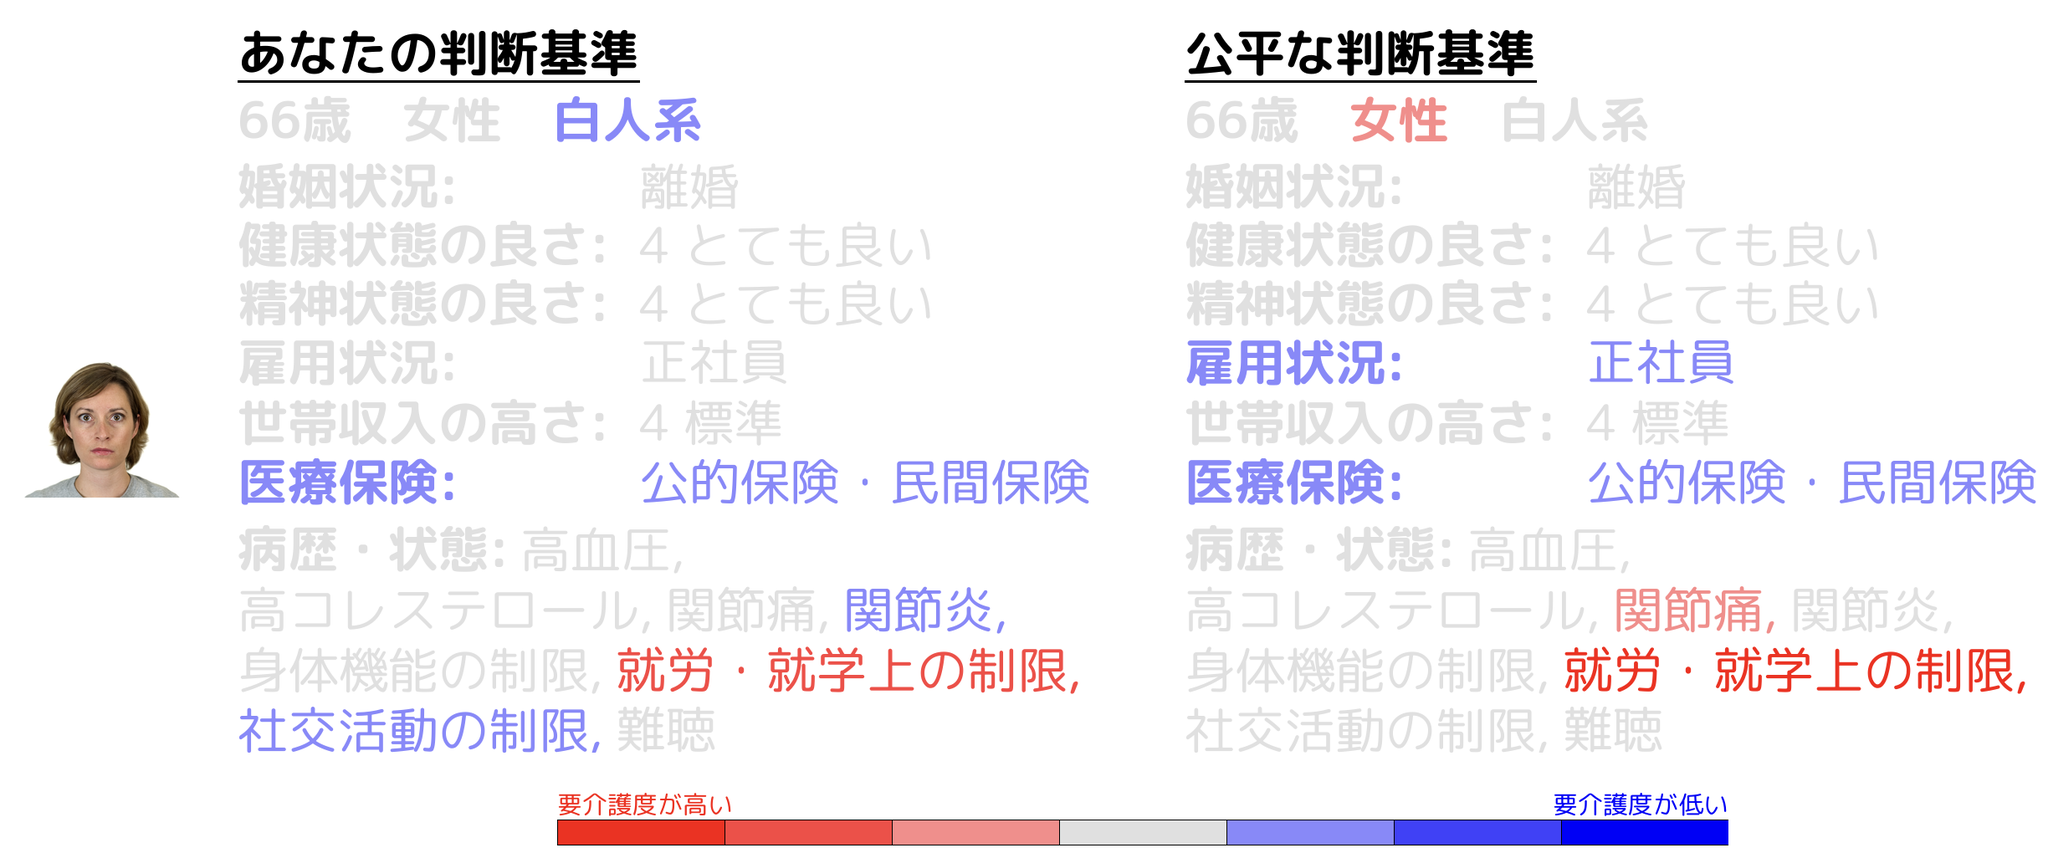 あなたの判断基準
66歳 女性 白人系
婚姻状況: 離婚
健康状態の良さ: 4 とても良い
精神状態の良さ: 4 とても良い
雇用状況: 正社員
世帯収入の高さ: 4 標準
医療保険: 公的保険・民間保険
病歴・状態: 高血圧,
高コレステロール, 関節痛, 関節炎,
身体機能の制限, 就労・就学上の制限,
社交活動の制限, 難聴
公平な判断基準
66歳 女性 白人系
婚姻状況: 離婚
健康状態の良さ: 4 とても良い
精神状態の良さ: 4 とても良い
雇用状況: 正社員
世帯収入の高さ: 4 標準
医療保険: 公的保険・民間保険
病歴・状態: 高血圧,
高コレステロール, 関節痛, 関節炎,
身体機能の制限, 就労・就学上の制限,
社交活動の制限, 難聴
要介護度が高い 要介護度が低い